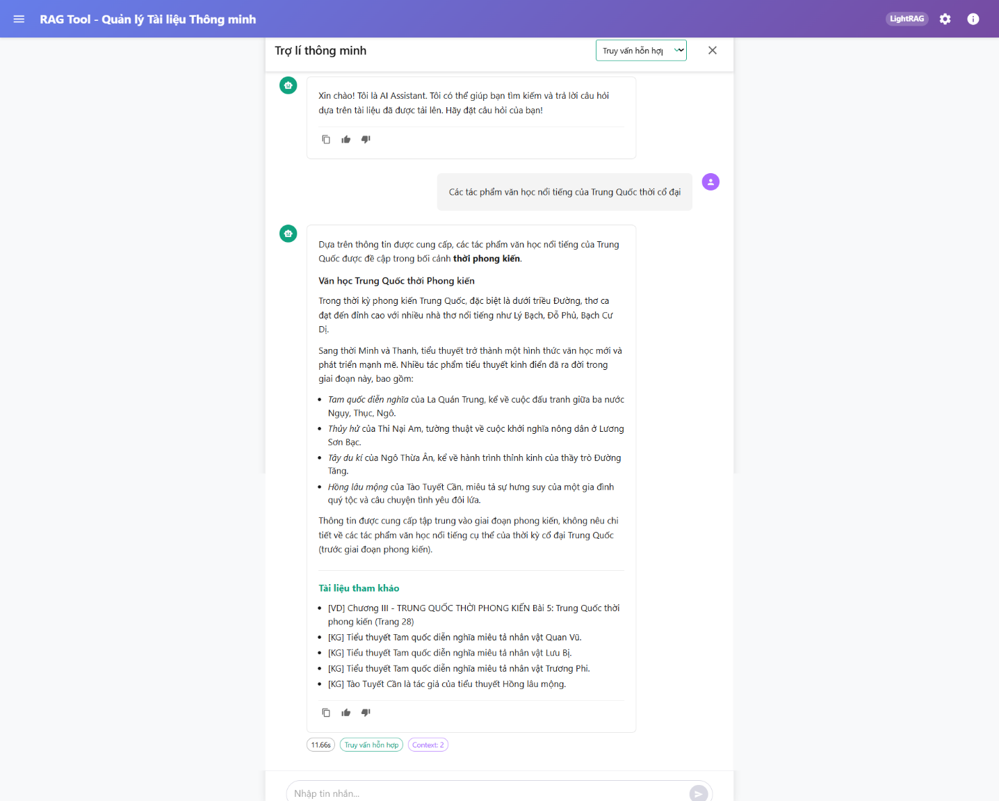 RAG Tool - Quản lý Tài liệu Thông minh
LightRAG
Trợ lí thông minh
Truy vấn hỗn hợp
Xin chào! Tôi là AI Assistant. Tôi có thể giúp bạn tìm kiếm và trả lời câu hỏi
dựa trên tài liệu đã được tải lên. Hãy đặt câu hỏi của bạn!
Các tác phẩm văn học nổi tiếng của Trung Quốc thời cổ đại
Dựa trên thông tin được cung cấp, các tác phẩm văn học nổi tiếng của Trung
Quốc được đề cập trong bối cảnh thời phong kiến.
Văn học Trung Quốc thời Phong kiến
Trong thời kỳ phong kiến Trung Quốc, đặc biệt là dưới triều Đường, thơ ca
đạt đến đỉnh cao với nhiều nhà thơ nổi tiếng như Lý Bạch, Đỗ Phủ, Bạch Cư
Dị.
Sang thời Minh và Thanh, tiểu thuyết trở thành một hình thức văn học mới và
phát triển mạnh mẽ. Nhiều tác phẩm tiểu thuyết kinh điển đã ra đời trong
giai đoạn này, bao gồm:
• Tam quốc diễn nghĩa của La Quán Trung, kể về cuộc đấu tranh giữa ba nước
Ngụy, Thục, Ngô.
• Thủy hử của Thi Nại Am, tường thuật về cuộc khởi nghĩa nông dân ở Lương
Sơn Bạc.
• Tây du kí của Ngô Thừa Ân, kể về hành trình thỉnh kinh của thầy trò Đường
Tăng.
• Hồng lâu mộng của Tào Tuyết Cần, miêu tả sự hưng suy của một gia đình
quý tộc và câu chuyện tình yêu đôi lứa.
Thông tin được cung cấp tập trung vào giai đoạn phong kiến, không nêu chi
tiết về các tác phẩm văn học nổi tiếng cụ thể của thời kỳ cổ đại Trung Quốc
(trước giai đoạn phong kiến).
Tài liệu tham khảo
• [VD] Chương III - TRUNG QUỐC THỜI PHONG KIẾN Bài 5: Trung Quốc thời
phong kiến (Trang 28)
• [KG] Tiểu thuyết Tam quốc diễn nghĩa miêu tả nhân vật Quan Vũ.
• [KG] Tiểu thuyết Tam quốc diễn nghĩa miêu tả nhân vật Lưu Bị.
• [KG] Tiểu thuyết Tam quốc diễn nghĩa miêu tả nhân vật Trương Phi.
• [KG] Tào Tuyết Cần là tác giả của tiểu thuyết Hồng lâu mộng.
11.66s
Truy vấn hỗn hợp
Context: 2
Nhập tin nhắn...